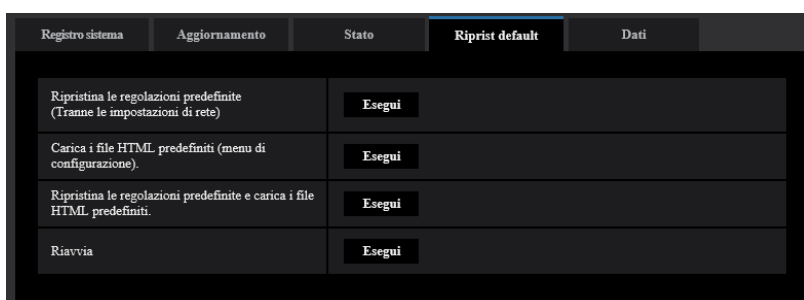 Registro sistema
Aggiornamento
Stato
Riprist default
Dati
Ripristina le regolazioni predefinite
(Tranne le impostazioni di rete)
Esegui
Carica i file HTML predefiniti (menu di
configurazione).
Esegui
Ripristina le regolazioni predefinite e carica i file
HTML predefiniti.
Esegui
Riavvia
Esegui